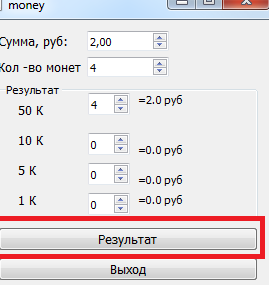 money
Сумма, руб: 2,00
Кол -во монет 4
Результат
50 К 4 =2.0 руб
10 К 0 =0.0 руб
5 К 0 =0.0 руб
1 К 0 =0.0 руб
Результат
Выход